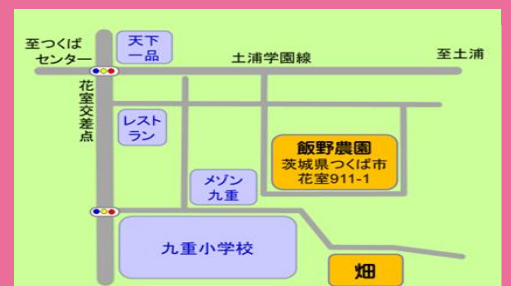 至つくば
センター
天下
一品
土浦学園線
至土浦
花室交差点
レスト
ラン
飯野農園
茨城県つくば市
花室911-1
メゾン
九重
九重小学校
畑